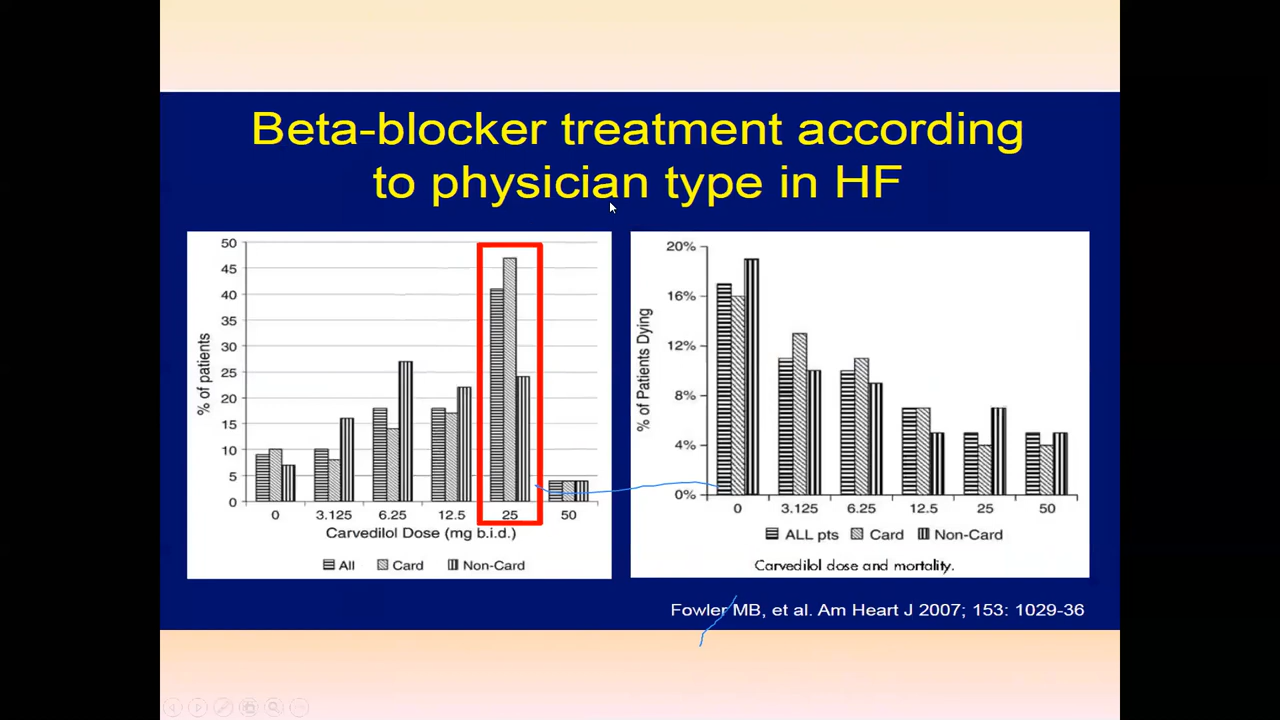 Beta-blocker treatment according
to physician type in HF
50
45
40
35
30
25
20
15
10
5
0
% of patients
0 3.125 6.25 12.5 25 50
Carvedilol Dose (mg b.i.d.)
All Card Non-Card
20%
16%
12%
8%
4%
0%
% of Patients Dying
0 3.125 6.25 12.5 25 50
ALL pts Card Non-Card
Carvedilol dose and mortality.
Fowler MB, et al. Am Heart J 2007; 153: 1029-36